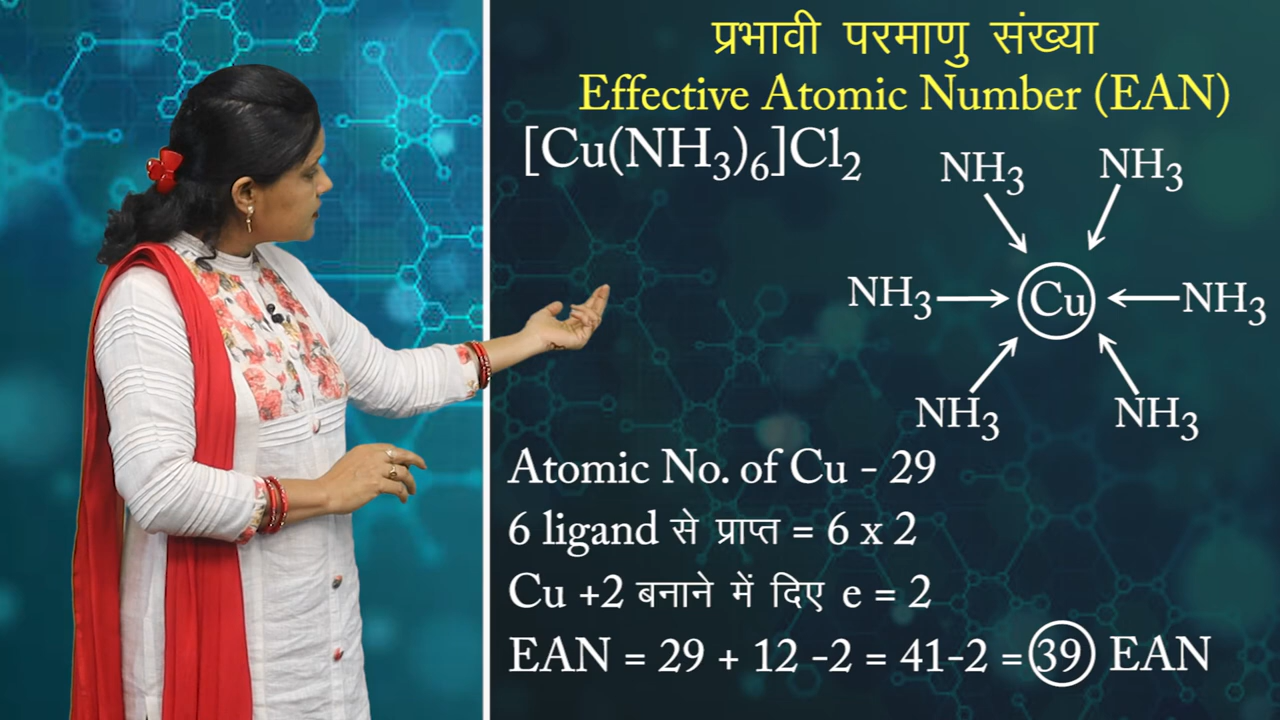 प्रभावी परमाणु संख्या
Effective Atomic Number (EAN)
[Cu(NH₃)₆]Cl₂
NH₃ NH₃
NH₃ Cu NH₃
NH₃ NH₃
Atomic No. of Cu - 29
6 ligand से प्राप्त = 6 x 2
Cu +2 बनाने में दिए e = 2
EAN = 29 + 12 -2 = 41-2 = 39 EAN